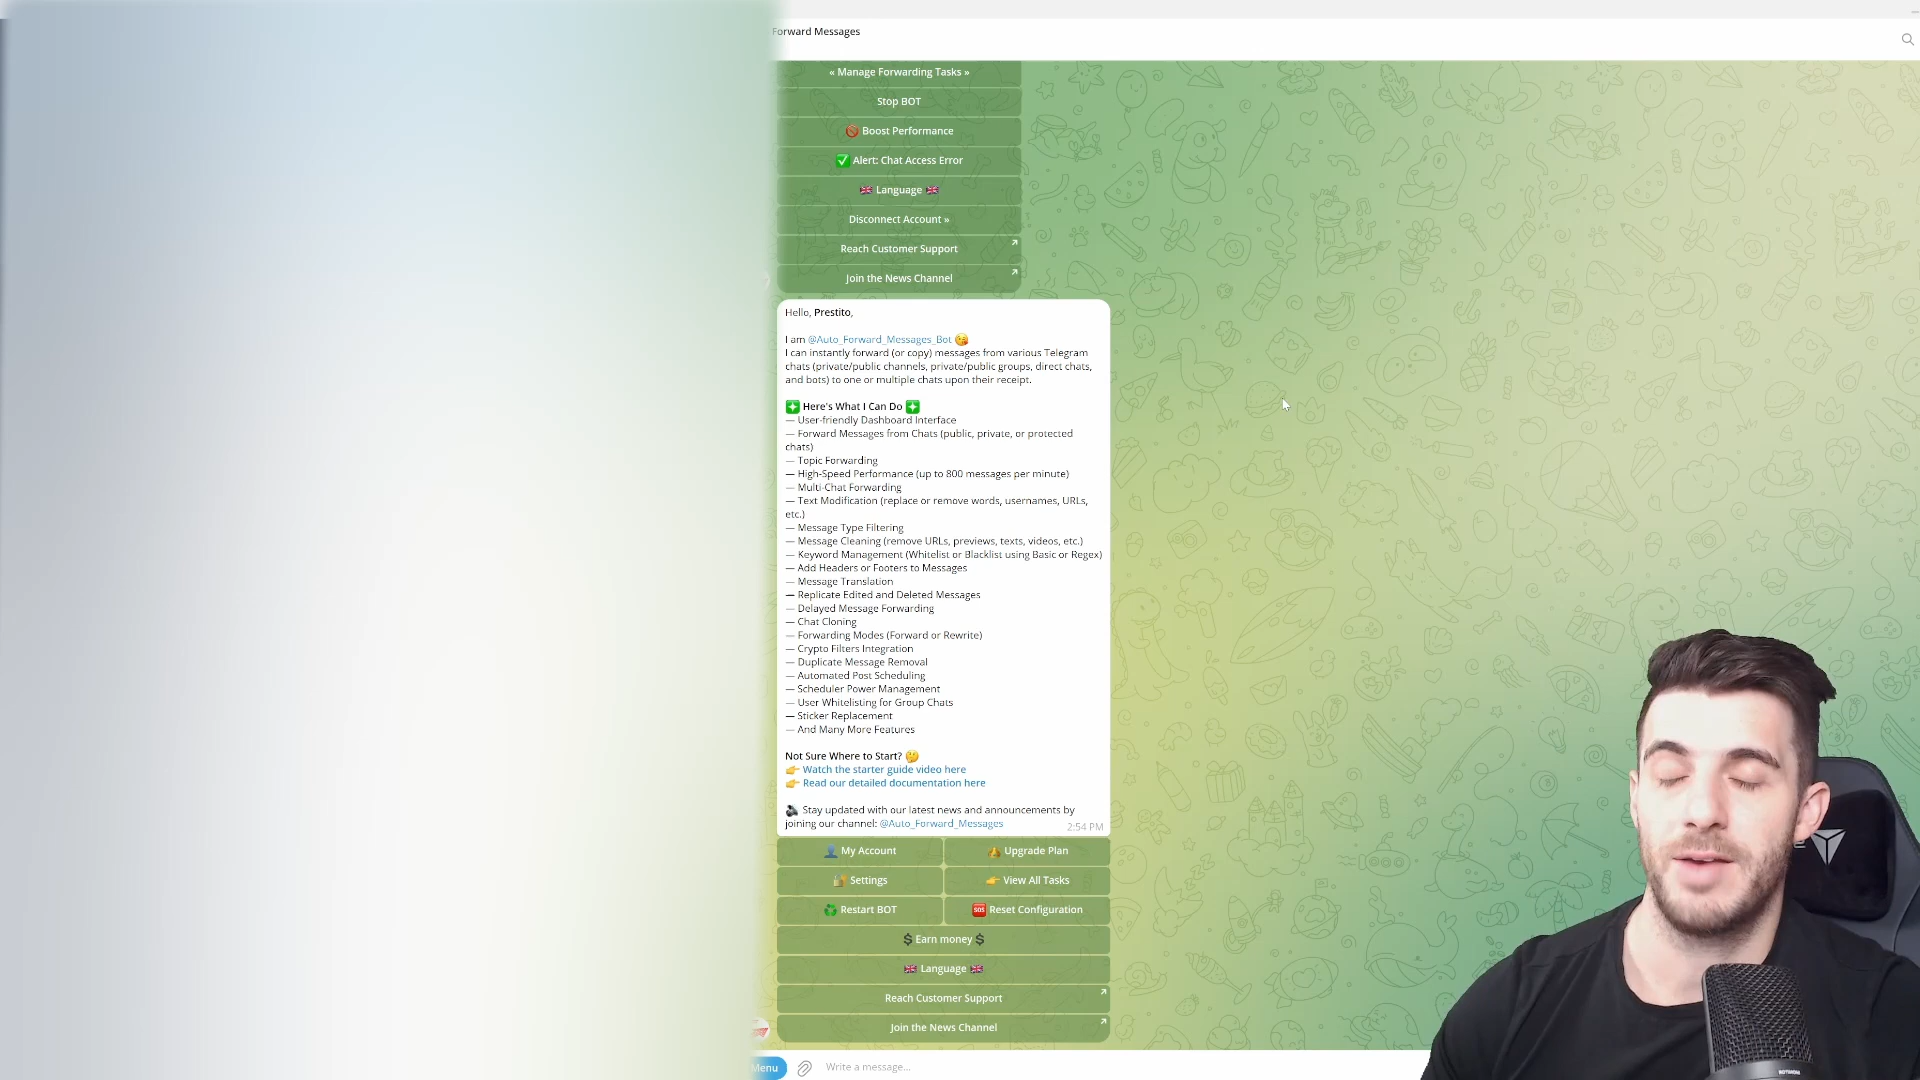 Forward Messages
« Manage Forwarding Tasks »
Stop BOT
🚫 Boost Performance
✅ Alert: Chat Access Error
🇬🇧 Language 🇬🇧
Disconnect Account »
Reach Customer Support
Join the News Channel
Hello, Prestito,
I am @Auto_Forward_Messages_Bot 😘
I can instantly forward (or copy) messages from various Telegram
chats (private/public channels, private/public groups, direct chats,
and bots) to one or multiple chats upon their receipt.
Here's What I Can Do
— User-friendly Dashboard Interface
— Forward Messages from Chats (public, private, or protected
chats)
— Topic Forwarding
— High-Speed Performance (up to 800 messages per minute)
— Multi-Chat Forwarding
— Text Modification (replace or remove words, usernames, URLs,
etc.)
— Message Type Filtering
— Message Cleaning (remove URLs, previews, texts, videos, etc.)
— Keyword Management (Whitelist or Blacklist using Basic or Regex)
— Add Headers or Footers to Messages
— Message Translation
— Replicate Edited and Deleted Messages
— Delayed Message Forwarding
— Chat Cloning
— Forwarding Modes (Forward or Rewrite)
— Crypto Filters Integration
— Duplicate Message Removal
— Automated Post Scheduling
— Scheduler Power Management
— User Whitelisting for Group Chats
— Sticker Replacement
— And Many More Features
Not Sure Where to Start? 🤔
👉 Watch the starter guide video here
👉 Read our detailed documentation here
🔊 Stay updated with our latest news and announcements by
joining our channel: @Auto_Forward_Messages
2:54 PM
👤 My Account
👍 Upgrade Plan
🔐 Settings
👉 View All Tasks
♻️ Restart BOT
🆘 Reset Configuration
💲 Earn money 💲
🇬🇧 Language 🇬🇧
Reach Customer Support
Join the News Channel
Menu
Write a message...